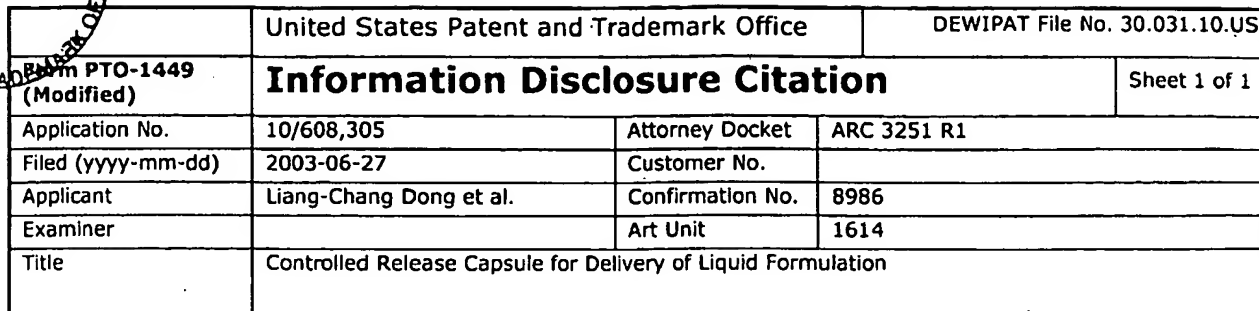 United States Patent and Trademark Office DEWIPAT File No. 30.031.10.US
Form PTO-1449 (Modified) Information Disclosure Citation Sheet 1 of 1
Application No. 10/608,305 Attorney Docket ARC 3251 R1
Filed (yyyy-mm-dd) 2003-06-27 Customer No.
Applicant Liang-Chang Dong et al. Confirmation No. 8986
Examiner Art Unit 1614
Title Controlled Release Capsule for Delivery of Liquid Formulation